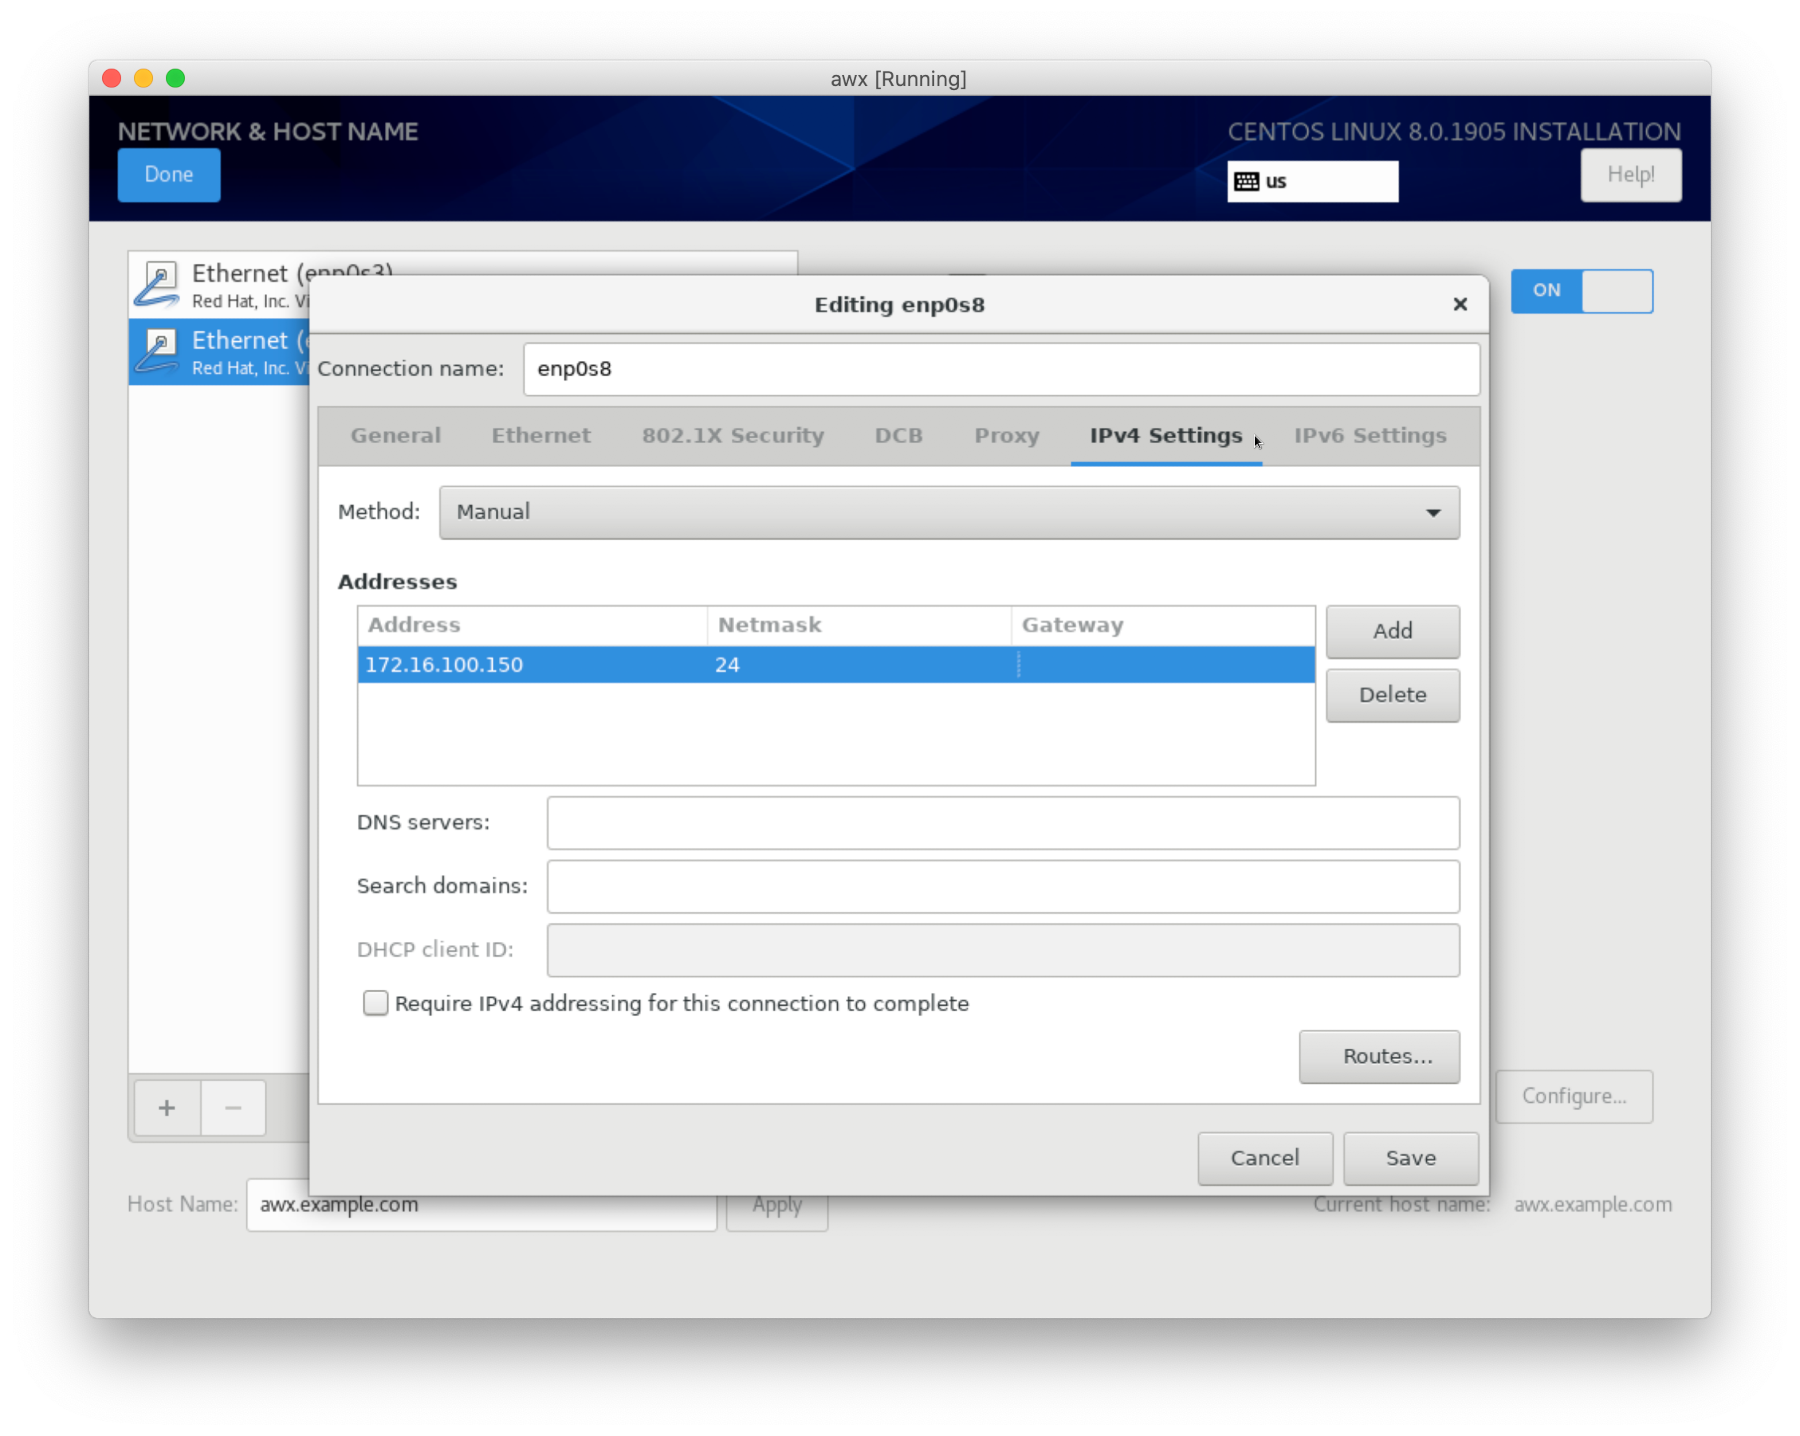 awx [Running]
NETWORK & HOST NAME
CENTOS LINUX 8.0.1905 INSTALLATION
Done
us
Help!
Ethernet (enp0s3)
Red Hat, Inc. Vi
ON
Ethernet (
Red Hat, Inc. Vi
Editing enp0s8
Connection name:
enp0s8
General
Ethernet
802.1X Security
DCB
Proxy
IPv4 Settings
IPv6 Settings
Method:
Manual
Addresses
Address
Netmask
Gateway
172.16.100.150
24
Add
Delete
DNS servers:
Search domains:
DHCP client ID:
Require IPv4 addressing for this connection to complete
Routes...
Configure...
Cancel
Save
Host Name:
awx.example.com
Apply
Current host name:
awx.example.com